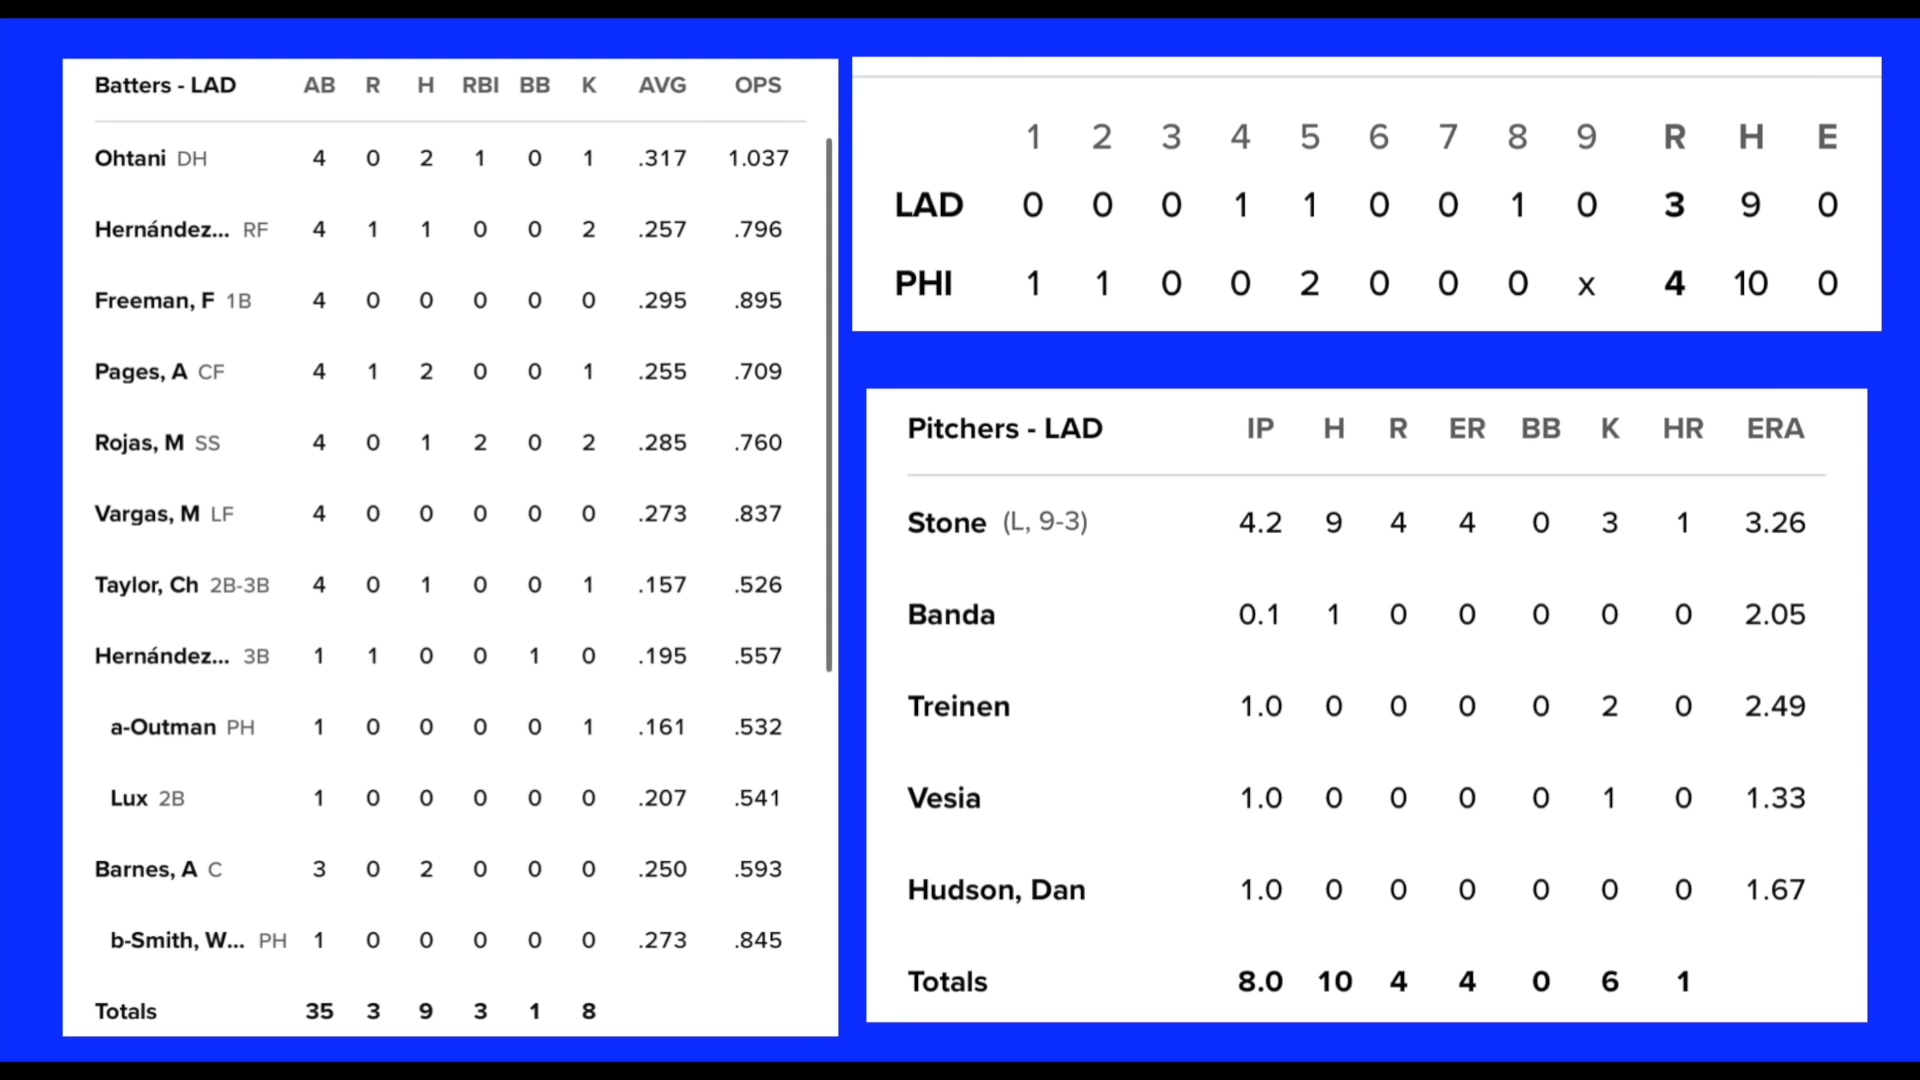 Batters - LAD AB R H RBI BB K AVG OPS
Ohtani DH 4 0 2 1 0 1 .317 1.037
Hernández... RF 4 1 1 0 0 2 .257 .796
Freeman, F 1B 4 0 0 0 0 0 .295 .895
Pages, A CF 4 1 2 0 0 1 .255 .709
Rojas, M SS 4 0 1 2 0 2 .285 .760
Vargas, M LF 4 0 0 0 0 0 .273 .837
Taylor, Ch 2B-3B 4 0 1 0 0 1 .157 .526
Hernández... 3B 1 1 0 0 1 0 .195 .557
a-Outman PH 1 0 0 0 0 1 .161 .532
Lux 2B 1 0 0 0 0 0 .207 .541
Barnes, A C 3 0 2 0 0 0 .250 .593
b-Smith, W... PH 1 0 0 0 0 0 .273 .845
Totals 35 3 9 3 1 8
1 2 3 4 5 6 7 8 9 R H E
LAD 0 0 0 1 1 0 0 1 0 3 9 0
PHI 1 1 0 0 2 0 0 0 x 4 10 0
Pitchers - LAD IP H R ER BB K HR ERA
Stone (L, 9-3) 4.2 9 4 4 0 3 1 3.26
Banda 0.1 1 0 0 0 0 0 2.05
Treinen 1.0 0 0 0 0 2 0 2.49
Vesia 1.0 0 0 0 0 1 0 1.33
Hudson, Dan 1.0 0 0 0 0 0 0 1.67
Totals 8.0 10 4 4 0 6 1